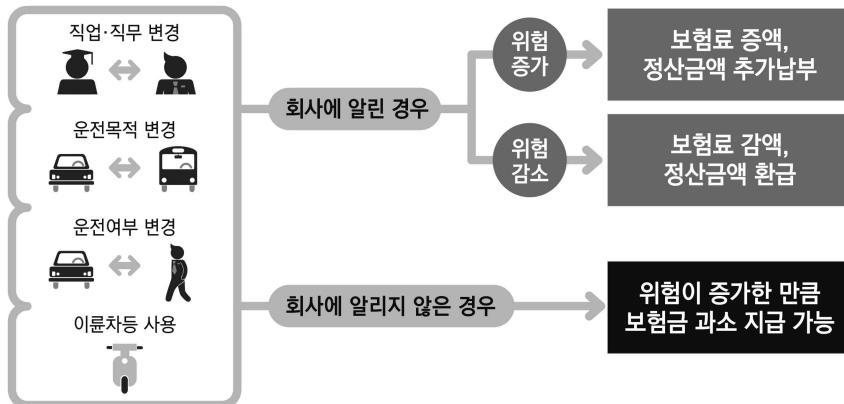 직업·직무 변경
운전목적 변경
운전여부 변경
이륜차등 사용
회사에 알린 경우
위험
증가
보험료 증액,
정산금액 추가납부
위험
감소
보험료 감액,
정산금액 환급
회사에 알리지 않은 경우
위험이 증가한 만큼
보험금 과소 지급 가능